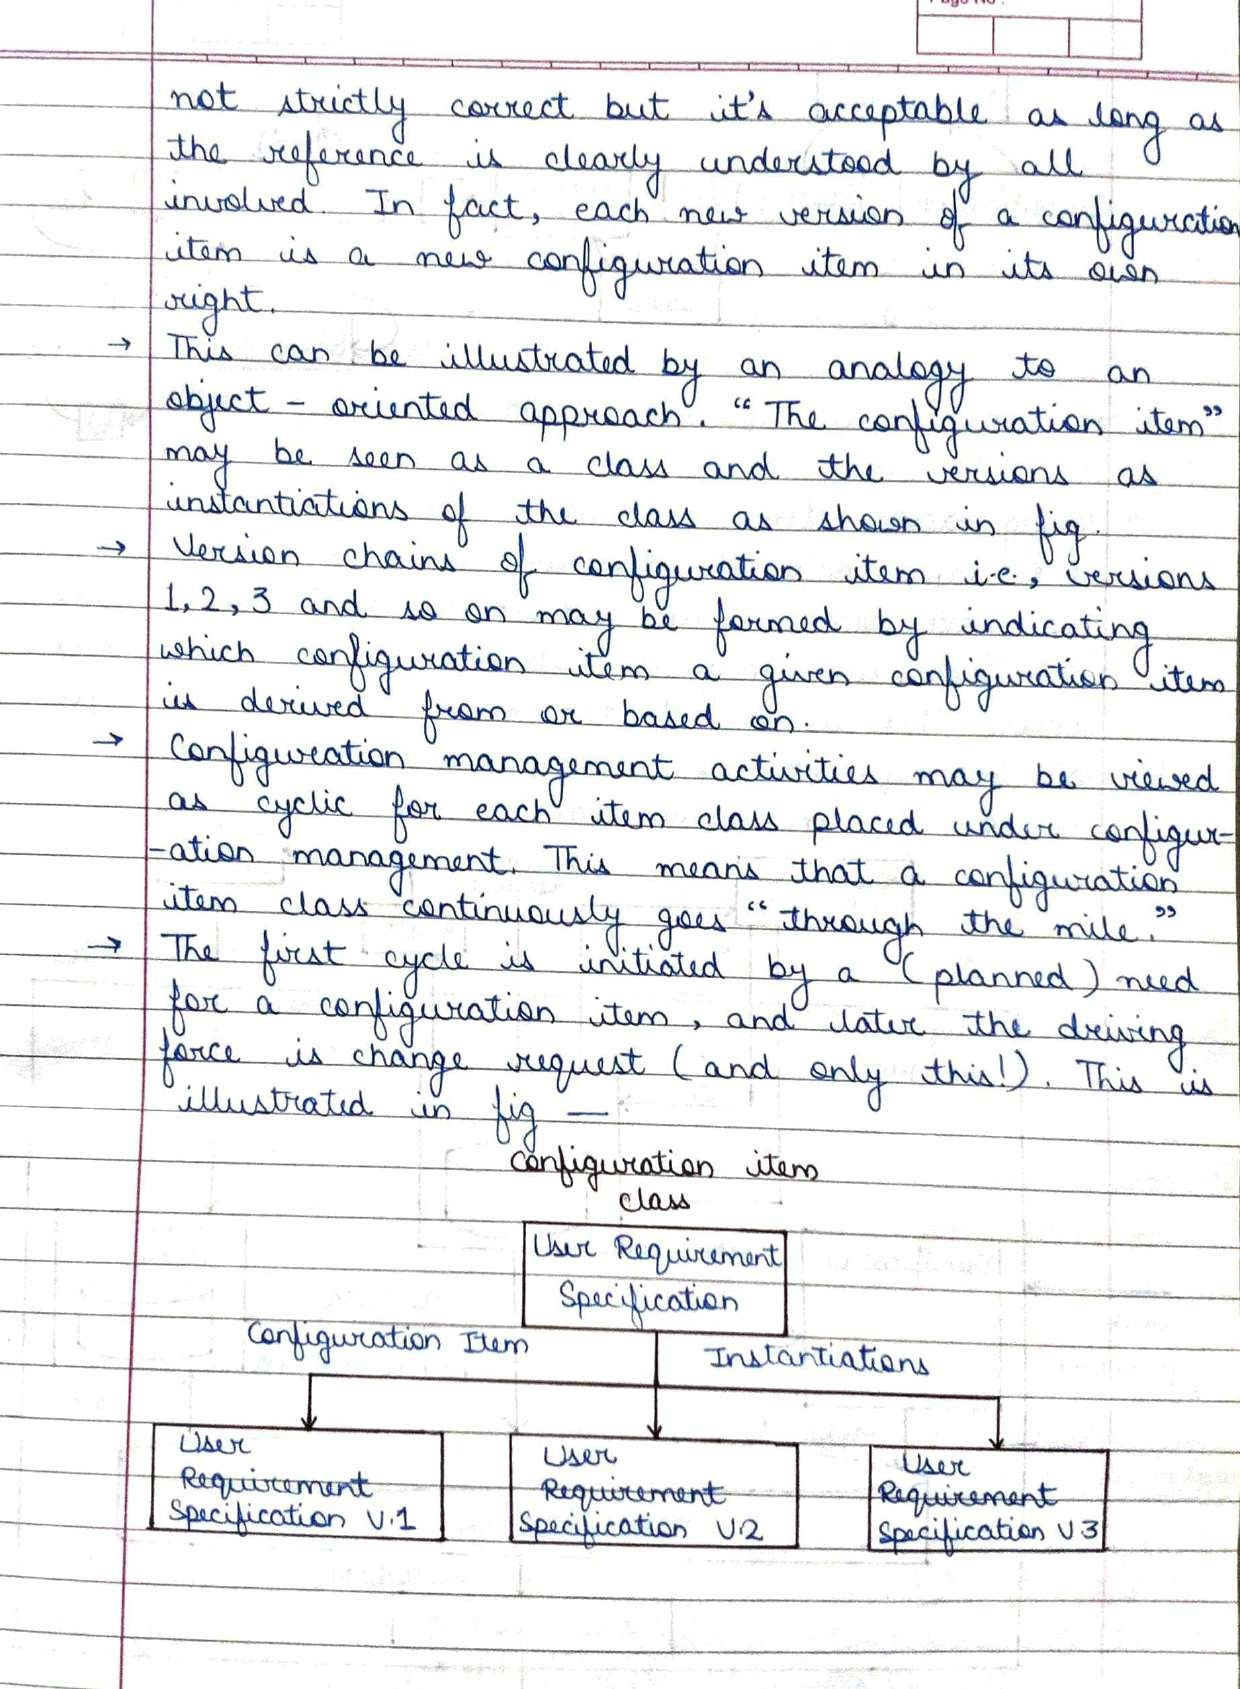 Page No :
not strictly correct but it's acceptable as long as
the reference is clearly understood by all
involved. In fact, each new version of a configuration
item is a new configuration item in its own
right.
→ This can be illustrated by an analogy to an
object - oriented approach. "The configuration item"
may be seen as a class and the versions as
instantiations of the class as shown in fig.
→ Version chains of configuration item i.e., versions
1, 2, 3 and so on may be formed by indicating
which configuration item a given configuration item
is derived from or based on.
→ Configuration management activities may be viewed
as cyclic for each item class placed under configur-
-ation management. This means that a configuration
item class continuously goes "through the mile."
→ The first cycle is initiated by a (planned) need
for a configuration item, and later the driving
force is change request (and only this!). This is
illustrated in fig —
Configuration item
class
User Requirement
Specification
Configuration Item
Instantiations
User
Requirement
Specification V.1
User
Requirement
Specification V.2
User
Requirement
Specification V3